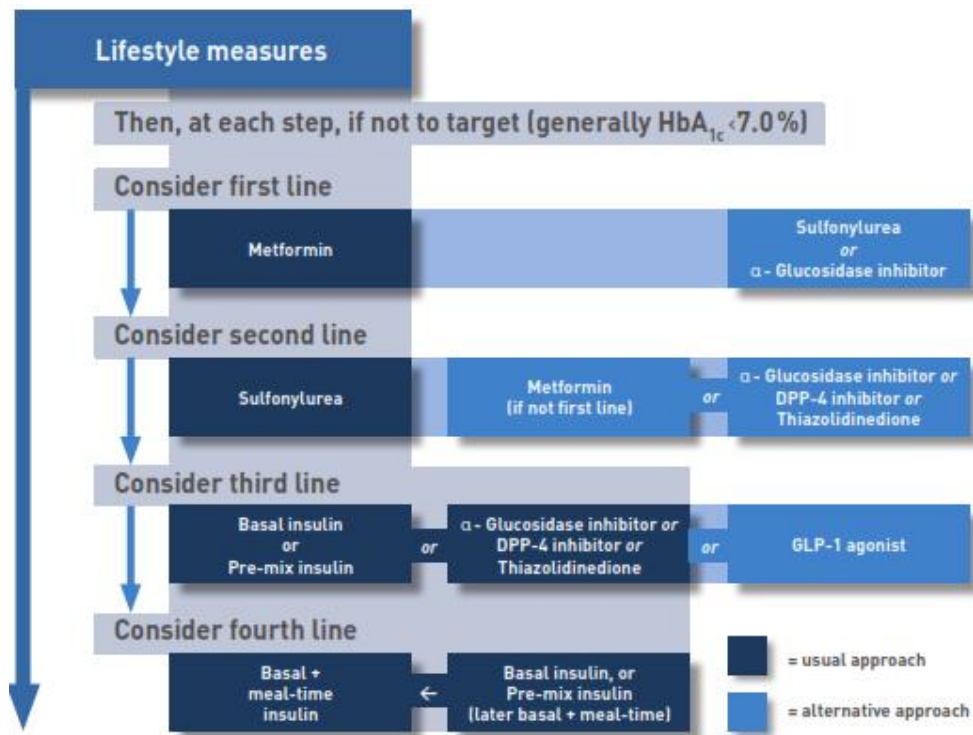 Lifestyle measures
Then, at each step, if not to target (generally HbA1c <7.0%)
Consider first line
Metformin
Sulfonylurea
or
α - Glucosidase inhibitor
Consider second line
Sulfonylurea
Metformin
(if not first line)
or
α - Glucosidase inhibitor or
DPP-4 inhibitor or
Thiazolidinedione
Consider third line
Basal insulin
or
Pre-mix insulin
or
α - Glucosidase inhibitor or
DPP-4 inhibitor or
Thiazolidinedione
or
GLP-1 agonist
Consider fourth line
Basal +
meal-time
insulin
←
Basal insulin, or
Pre-mix insulin
(later basal + meal-time)
= usual approach
= alternative approach